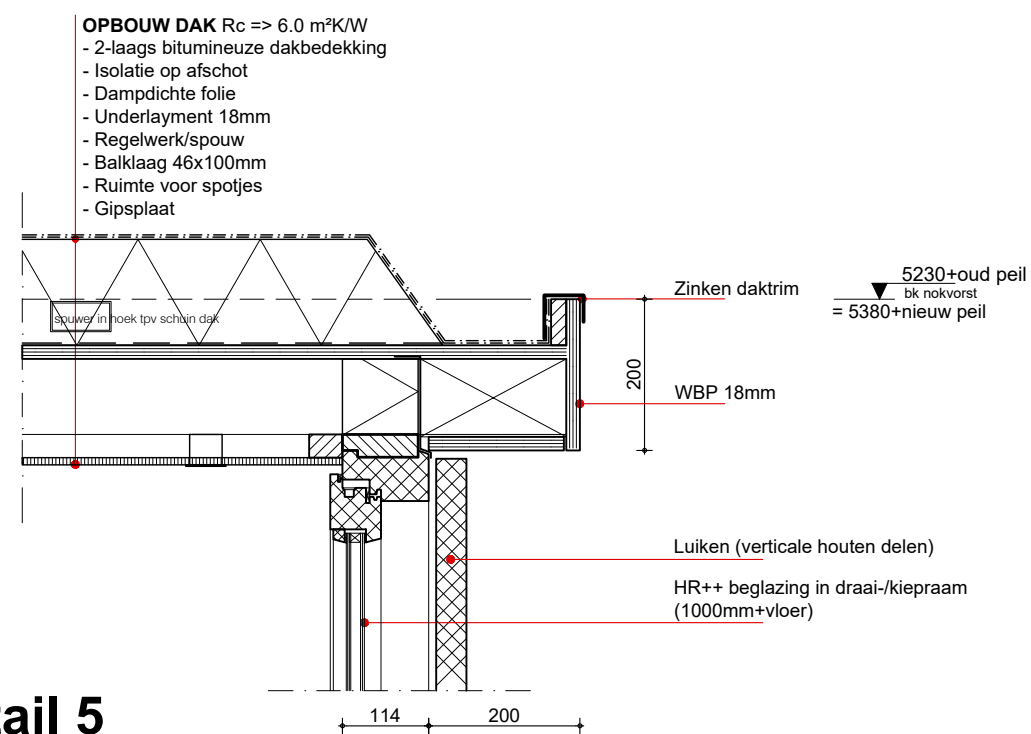 OPBOUW DAK Rc => 6.0 m²K/W
- 2-laags bitumineuze dakbedekking
- Isolatie op afschot
- Dampdichte folie
- Underlayment 18mm
- Regelwerk/spouw
- Balklaag 46x100mm
- Ruimte voor spotjes
- Gipsplaat
spuwer in hoek tpv schuin dak
Zinken daktrim
5230+oud peil
bk nokvorst
= 5380+nieuw peil
200
WBP 18mm
Luiken (verticale houten delen)
HR++ beglazing in draai-/kiepraam
(1000mm+vloer)
114
200
tail 5